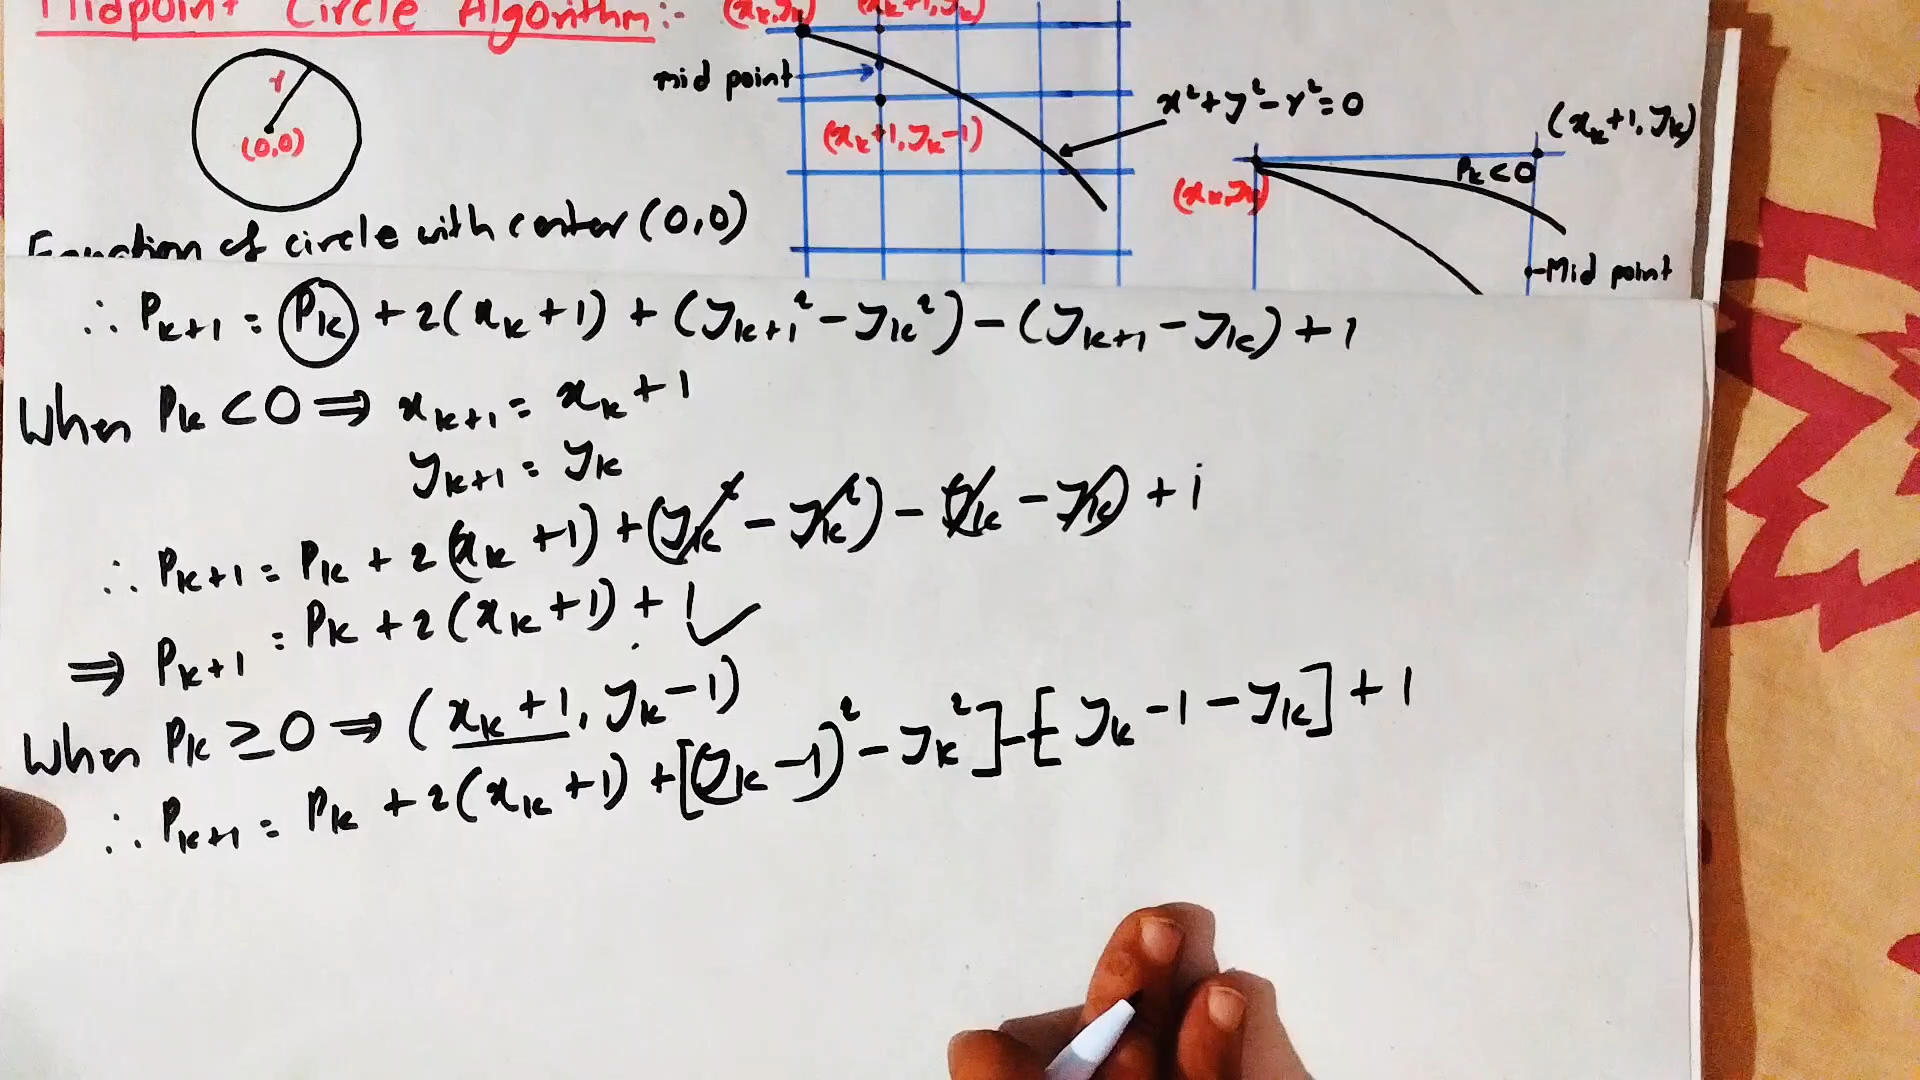 Midpoint Circle Algorithm:-
r
(0,0)
(xₖ,yₖ) (xₖ+1,yₖ)
mid point
(xₖ+1,yₖ-1)
x²+y²-r²=0
(xₖ+1,yₖ)
Pₖ<0
(xₖ,yₖ)
Mid point
Equation of circle with center (0,0)
∴ Pₖ₊₁ = Pₖ + 2(xₖ+1) + (yₖ₊₁² - yₖ²) - (yₖ₊₁ - yₖ) + 1
When Pₖ < 0 ⇒ xₖ₊₁ = xₖ + 1
yₖ₊₁ = yₖ
∴ Pₖ₊₁ = Pₖ + 2(xₖ+1) + (yₖ² - yₖ²) - (yₖ - yₖ) + 1
⇒ Pₖ₊₁ = Pₖ + 2(xₖ+1) + 1
When Pₖ ≥ 0 ⇒ (xₖ+1, yₖ-1)
∴ Pₖ₊₁ = Pₖ + 2(xₖ+1) + [(yₖ-1)² - yₖ²] - [yₖ-1-yₖ] + 1